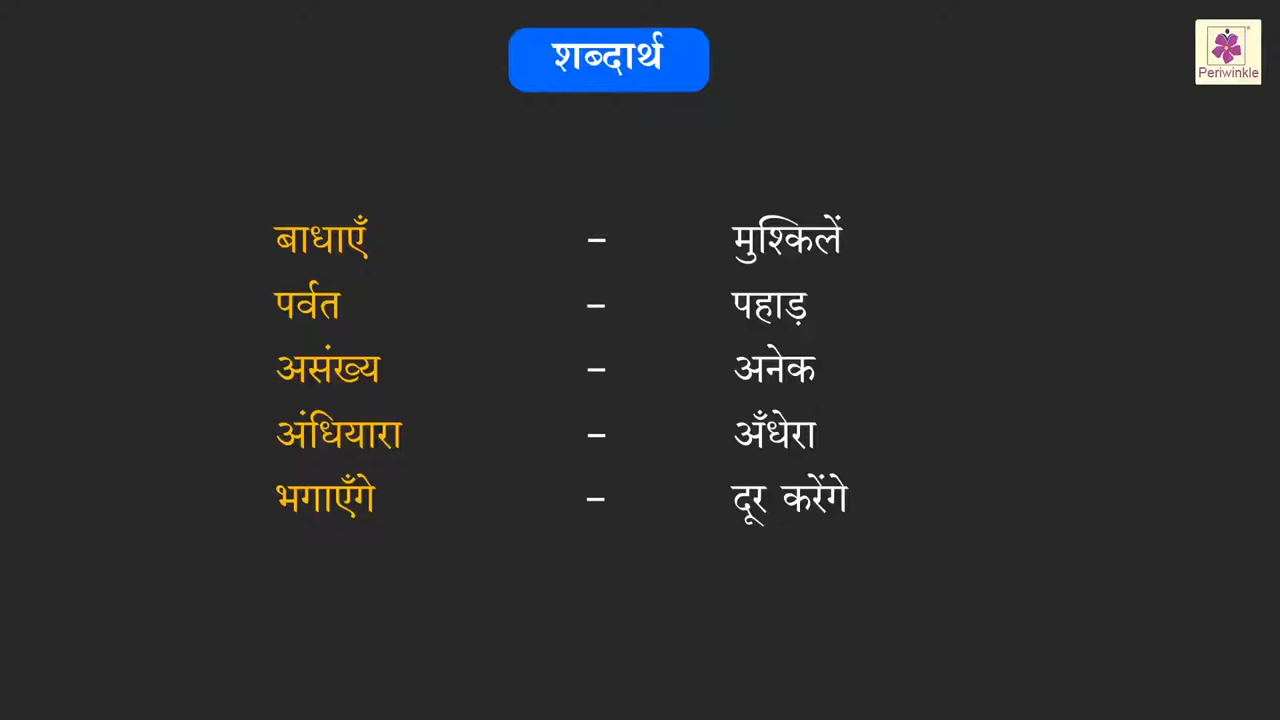 शब्दार्थ
Periwinkle
बाधाएँ - मुश्किलें
पर्वत - पहाड़
असंख्य - अनेक
अंधियारा - अँधेरा
भगाएँगे - दूर करेंगे